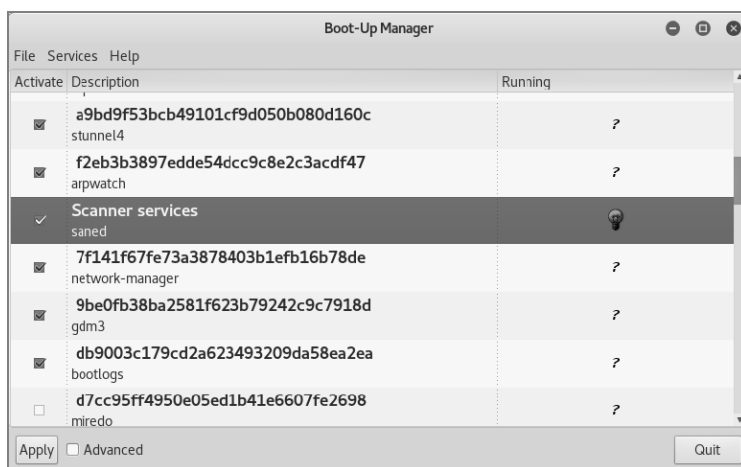 Boot-Up Manager
File Services Help
Activate Description Running
a9bd9f53bcb49101cf9d050b080d160c ?
stunnel4
f2eb3b3897edde54dcc9c8e2c3acdf47 ?
arpwatch
Scanner services
saned
7f141f67fe73a3878403b1efb16b78de ?
network-manager
9be0fb38ba2581f623b79242c9c7918d ?
gdm3
db9003c179cd2a623493209da58ea2ea ?
bootlogs
d7cc95ff4950e05ed1b41e6607fe2698 ?
miredo
Apply Advanced Quit